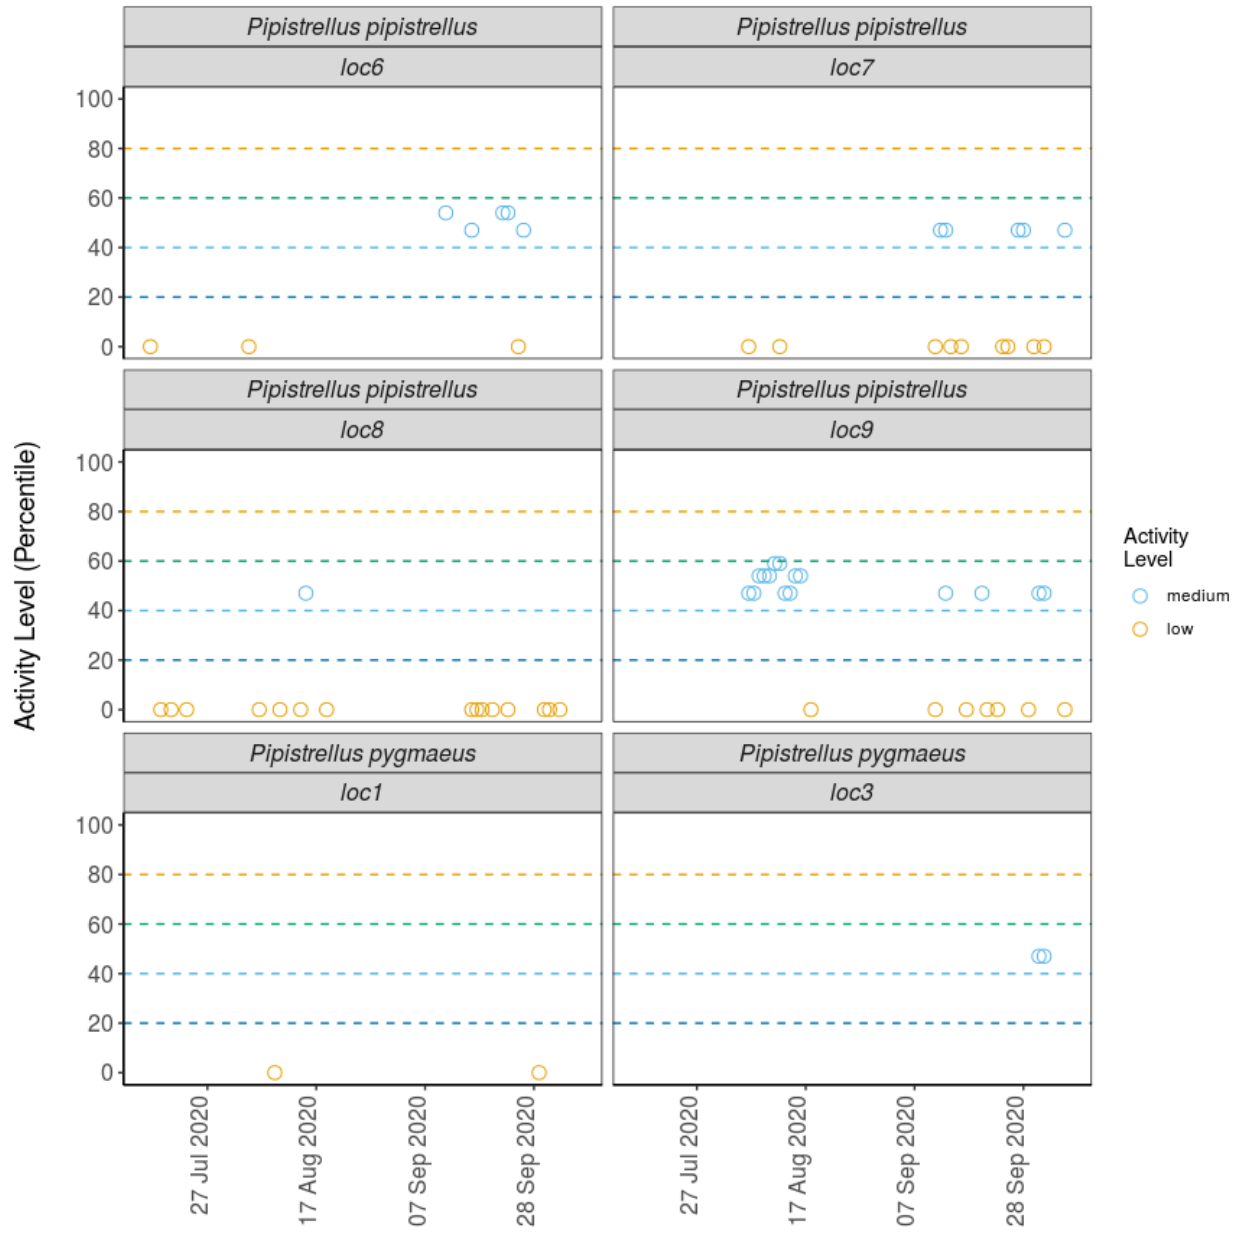 Pipistrellus pipistrellus
Pipistrellus pipistrellus
loc6
loc7
100
80
60
40
20
0
Pipistrellus pipistrellus
Pipistrellus pipistrellus
loc8
loc9
100
80
60
40
20
0
Pipistrellus pygmaeus
Pipistrellus pygmaeus
loc1
loc3
100
80
60
40
20
0
27 Jul 2020
17 Aug 2020
07 Sep 2020
28 Sep 2020
27 Jul 2020
17 Aug 2020
07 Sep 2020
28 Sep 2020
Activity Level (Percentile)
Activity
Level
medium
low